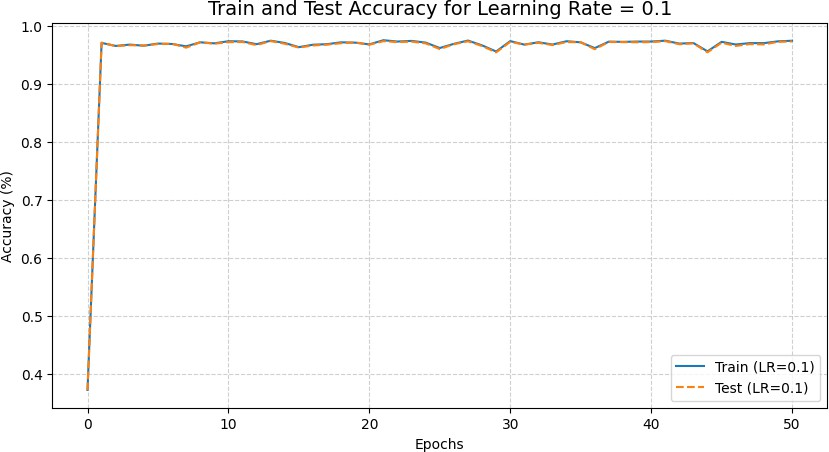 Train and Test Accuracy for Learning Rate = 0.1
Accuracy (%)
1.0
0.9
0.8
0.7
0.6
0.5
0.4
0 10 20 30 40 50
Epochs
Train (LR=0.1)
Test (LR=0.1)